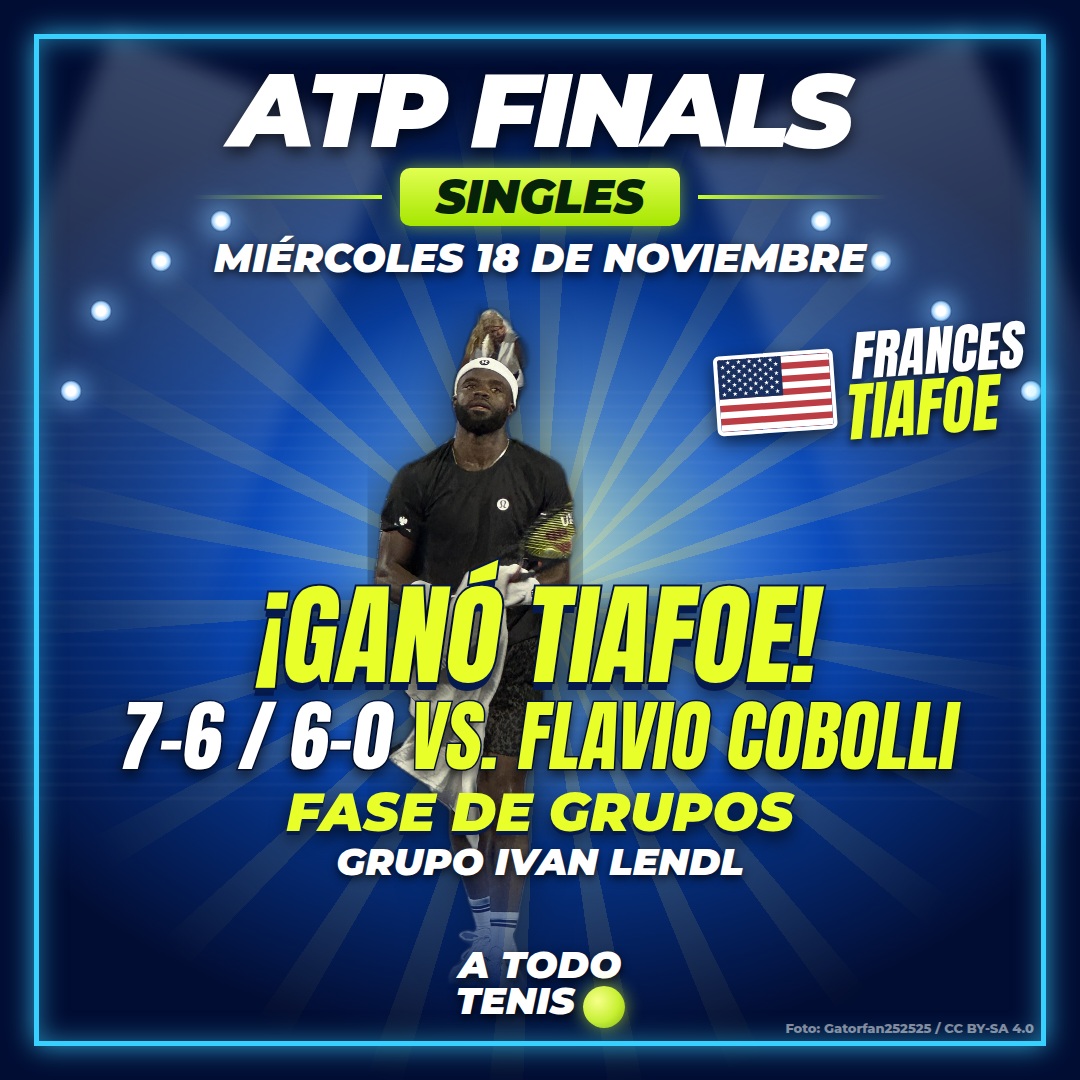 ATP FINALS
SINGLES
MIÉRCOLES 18 DE NOVIEMBRE
FRANCES
TIAFOE
¡GANÓ TIAFOE!
7-6 / 6-0 VS. FLAVIO COBOLLI
FASE DE GRUPOS
GRUPO IVAN LENDL
A TODO
TENIS
Foto: Gatorfan252525 / CC BY-SA 4.0